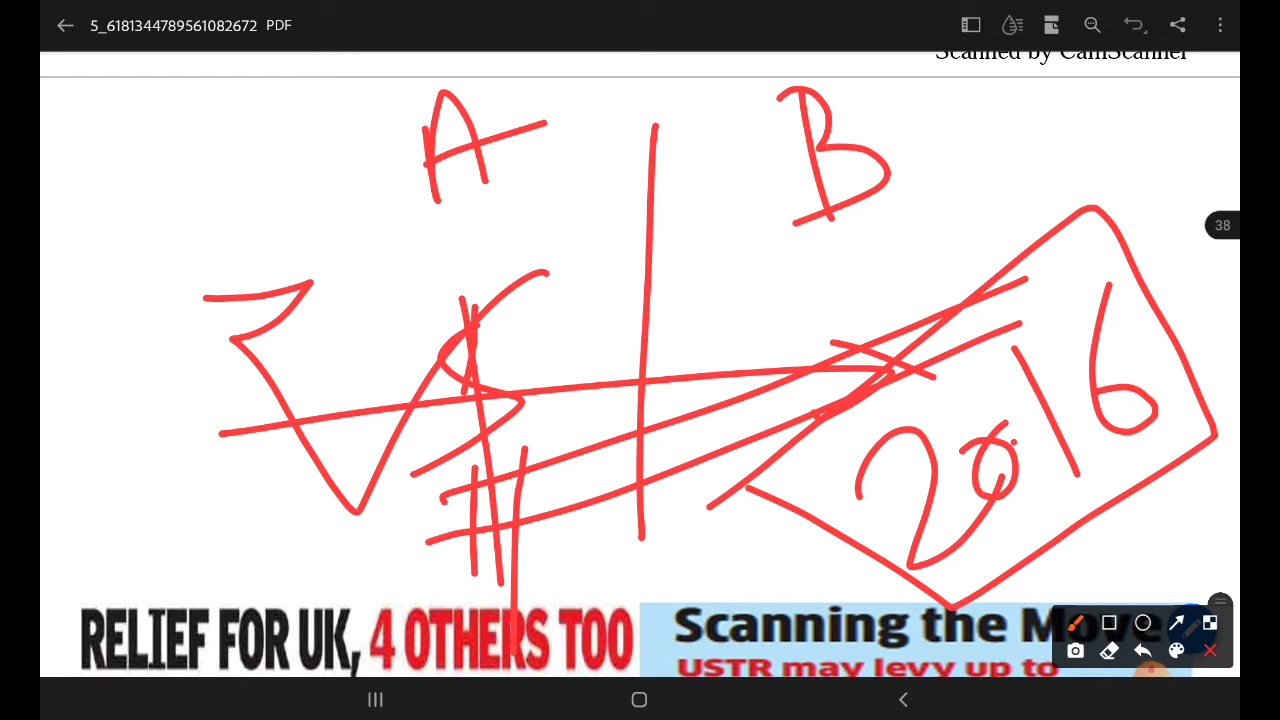 5_6181344789561082672 PDF
Scanned by CamScanner
38
A
B
₹
$
2016
RELIEF FOR UK, 4 OTHERS TOO
Scanning the Move
USTR may levy up to